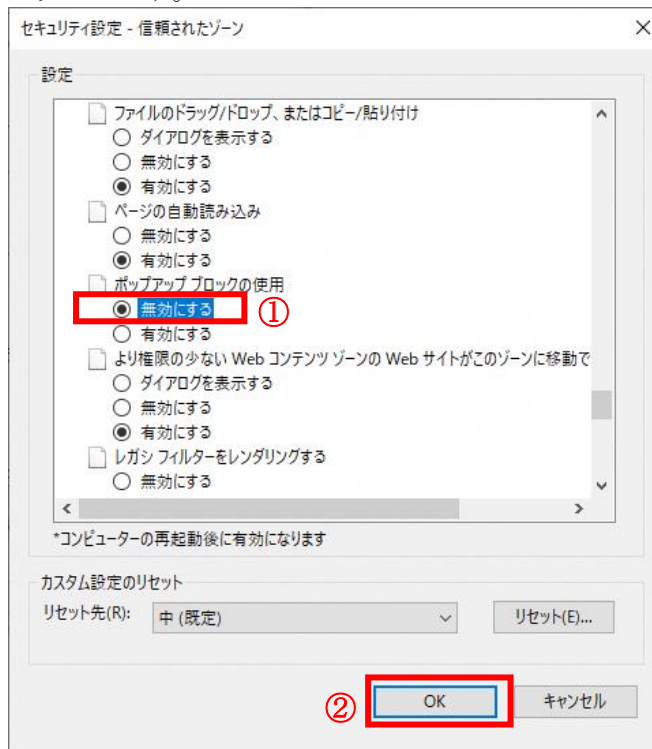 セキュリティ設定 - 信頼されたゾーン
設定
ファイルのドラッグ/ドロップ、またはコピー/貼り付け
ダイアログを表示する
無効にする
有効にする
ページの自動読み込み
無効にする
有効にする
ポップアップ ブロックの使用
無効にする ①
有効にする
より権限の少ない Web コンテンツ ゾーンの Web サイトがこのゾーンに移動で
ダイアログを表示する
無効にする
有効にする
レガシ フィルターをレンダリングする
無効にする
*コンピューターの再起動後に有効になります
カスタム設定のリセット
リセット先(R): 中 (既定) リセット(E)...
② OK キャンセル